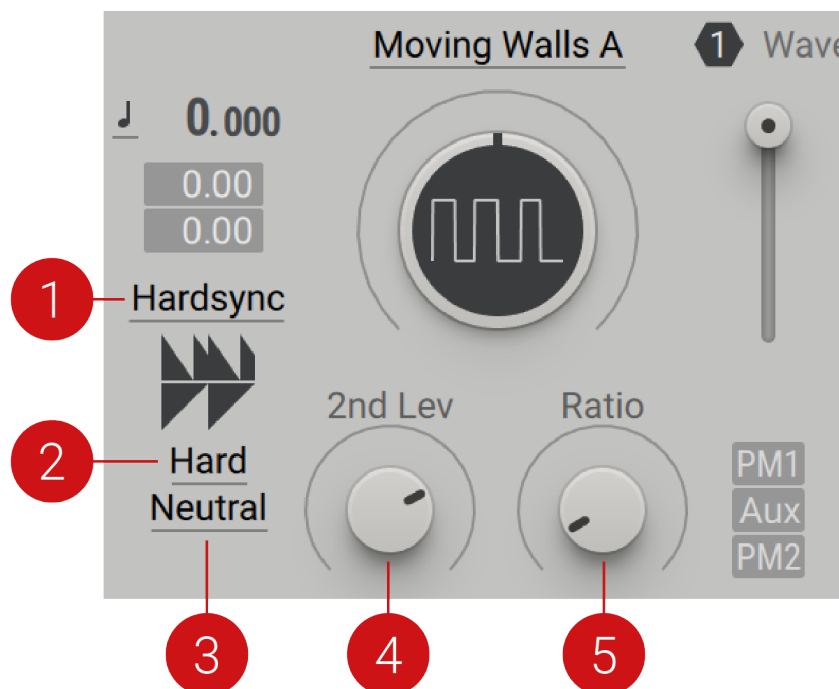 Moving Walls A
1 Wave
0.000
0.00
0.00
1
Hardsync
2nd Lev
Ratio
2
Hard
Neutral
PM1
Aux
PM2
3
4
5